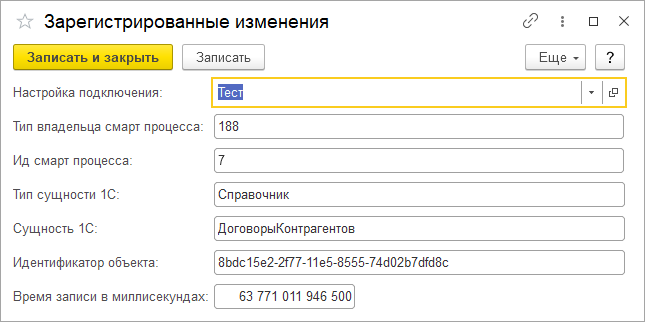 Зарегистрированные изменения
Записать и закрыть Записать Еще ?
Настройка подключения: Тест
Тип владельца смарт процесса: 188
Ид смарт процесса: 7
Тип сущности 1С: Справочник
Сущность 1С: ДоговорыКонтрагентов
Идентификатор объекта: 8bdc15e2-2f77-11e5-8555-74d02b7dfd8c
Время записи в миллисекундах: 63 771 011 946 500